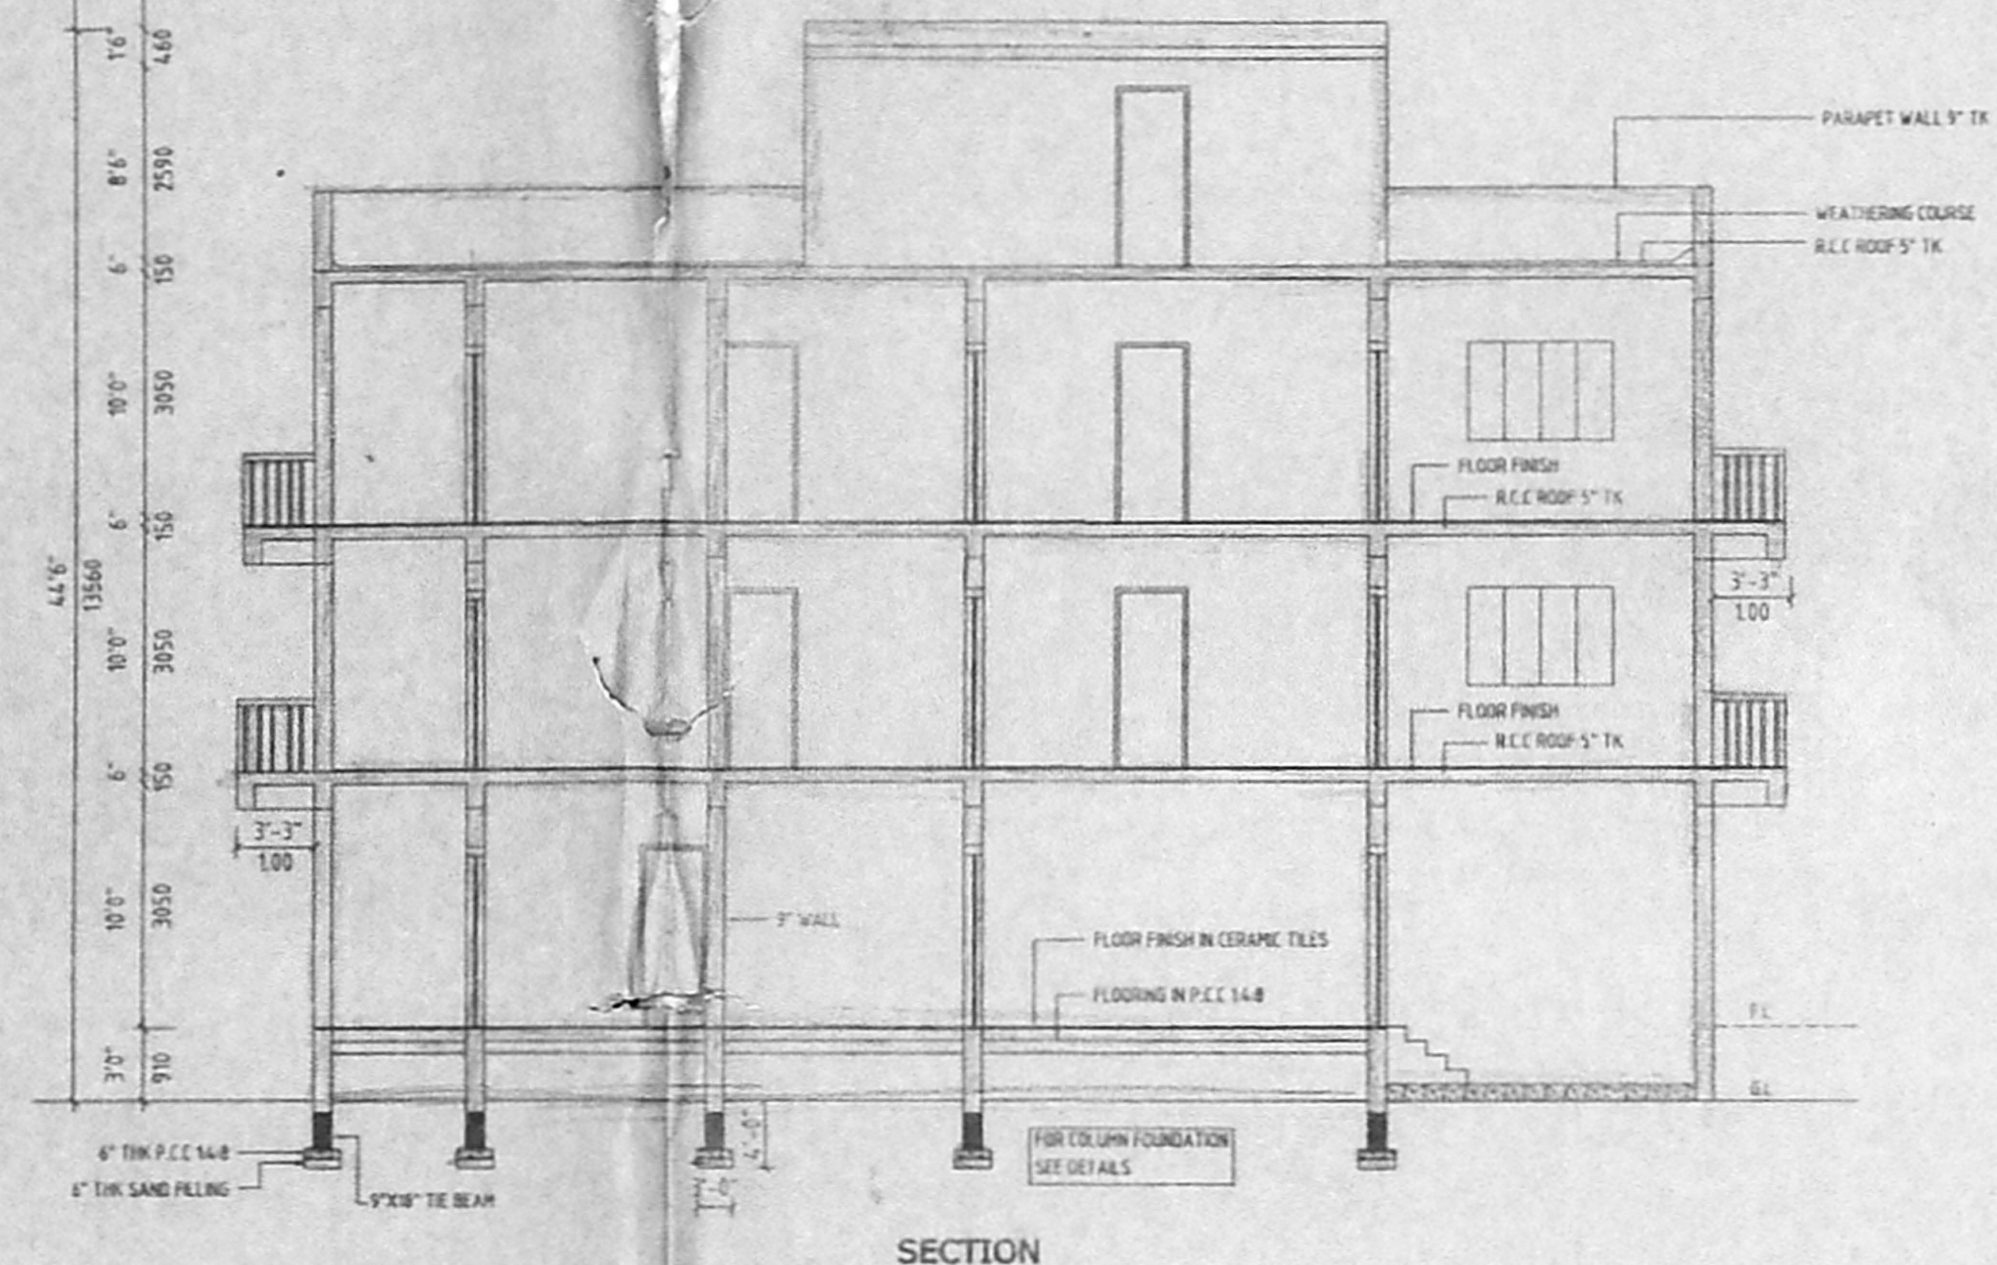 1'6"
460
PARAPET WALL 9" TK
8'6"
2590
WEATHERING COURSE
R.C.C ROOF 5" TK
6"
150
10'0"
3050
FLOOR FINISH
R.C.C ROOF 5" TK
6"
150
44'6"
13560
3'-3"
1.00
10'0"
3050
FLOOR FINISH
R.C.C ROOF 5" TK
6"
150
3'-3"
1.00
10'0"
3050
9" WALL
FLOOR FINISH IN CERAMIC TILES
FLOORING IN P.C.C 1:4:8
F.L
3'0"
910
G.L
4'-0"
FOR COLUMN FOUNDATION
SEE DETAILS
6" THK P.C.C 1:4:8
6" THK SAND FILLING
9"X18" TIE BEAM
SECTION